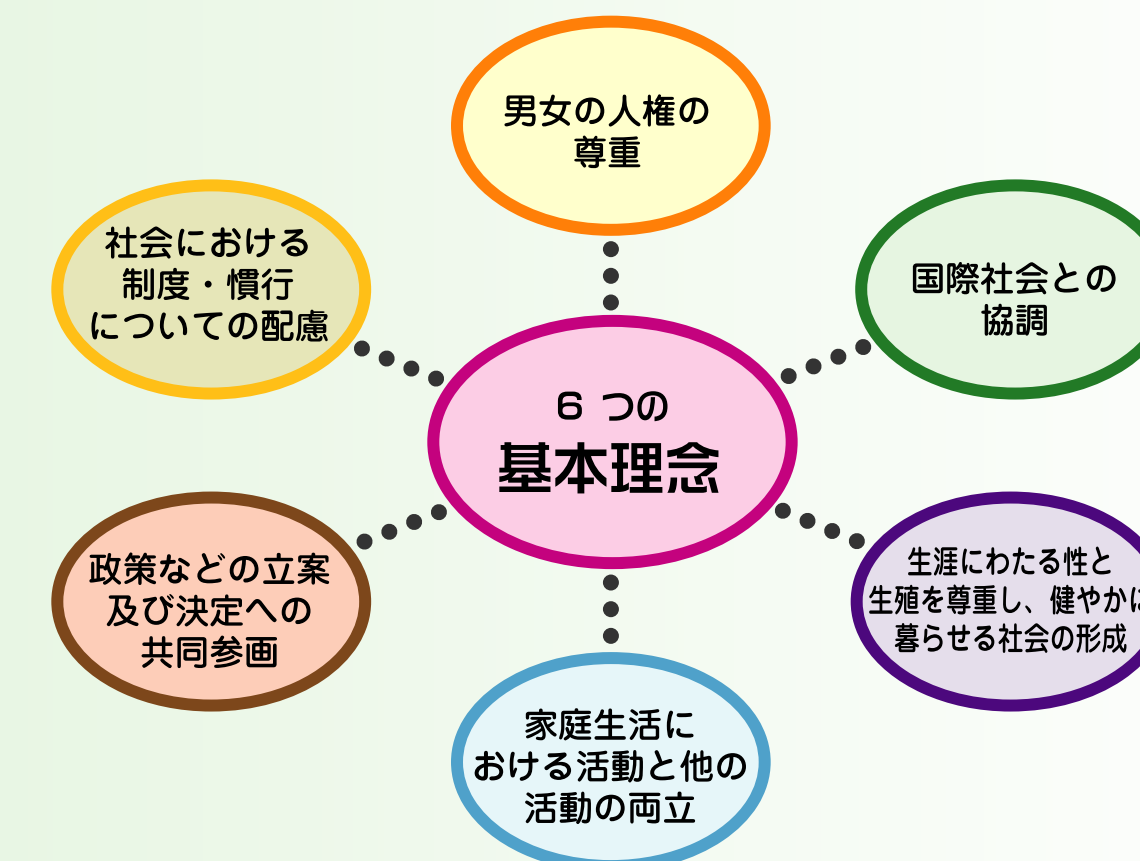 男女の人権の
尊重
社会における
制度・慣行
についての配慮
国際社会との
協調
6 つの
基本理念
政策などの立案
及び決定への
共同参画
生涯にわたる性と
生殖を尊重し、健やかに
暮らせる社会の形成
家庭生活に
おける活動と他の
活動の両立